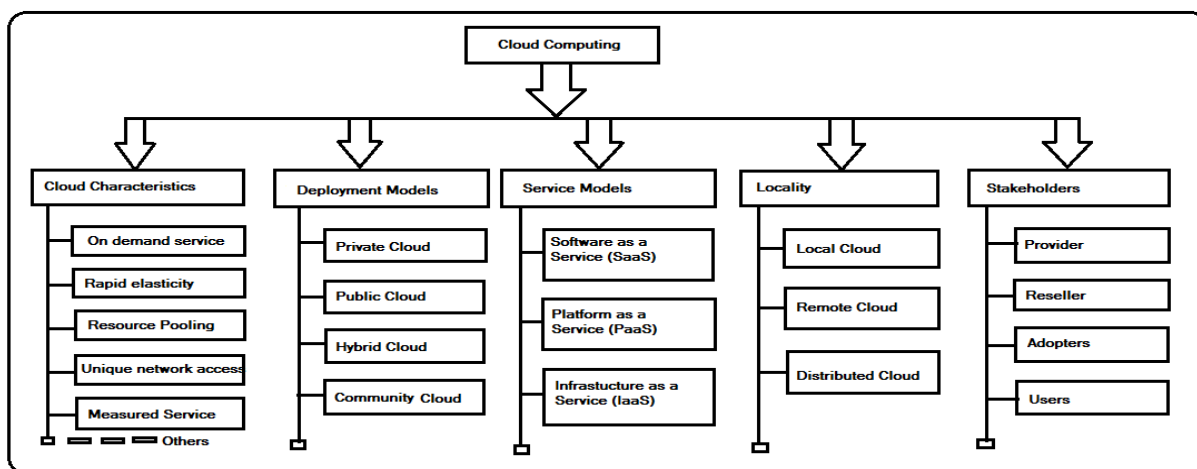 Cloud Computing
Cloud Characteristics
On demand service
Rapid elasticity
Resource Pooling
Unique network access
Measured Service
Others
Deployment Models
Private Cloud
Public Cloud
Hybrid Cloud
Community Cloud
Service Models
Software as a
Service (SaaS)
Platform as a
Service (PaaS)
Infrastucture as a
Service (IaaS)
Locality
Local Cloud
Remote Cloud
Distributed Cloud
Stakeholders
Provider
Reseller
Adopters
Users